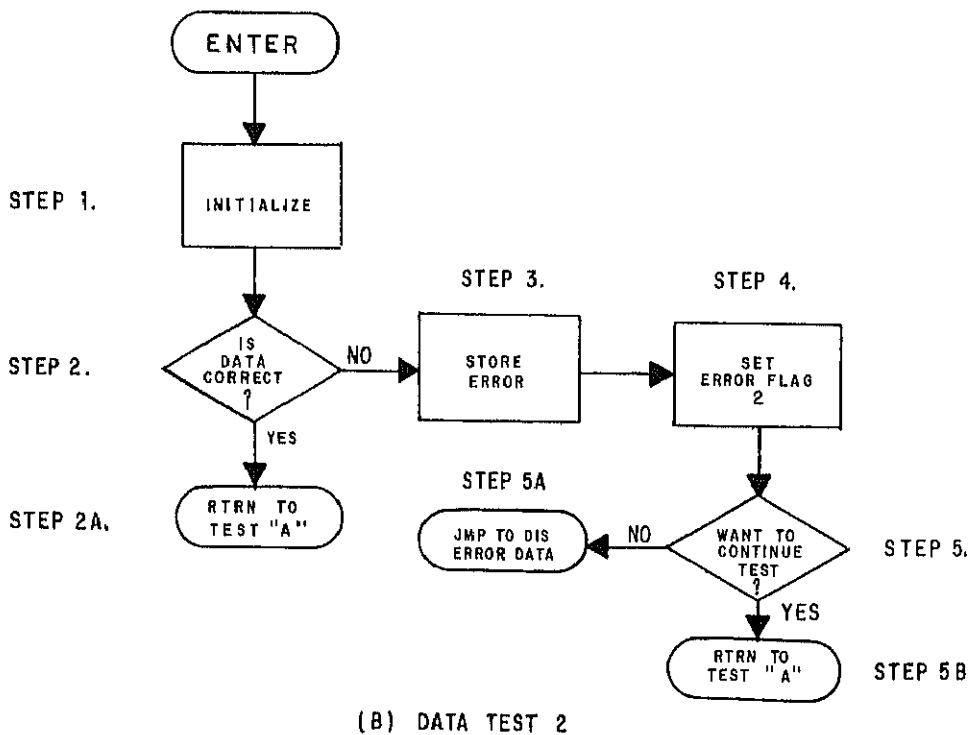 ENTER
STEP 1.
INITIALIZE
STEP 2.
IS
DATA
CORRECT
?
NO
YES
STEP 2A.
RTRN TO
TEST "A"
STEP 3.
STORE
ERROR
STEP 4.
SET
ERROR FLAG
2
STEP 5.
WANT TO
CONTINUE
TEST
?
NO
YES
STEP 5A
JMP TO DIS
ERROR DATA
RTRN TO
TEST "A"
STEP 5B
(B) DATA TEST 2